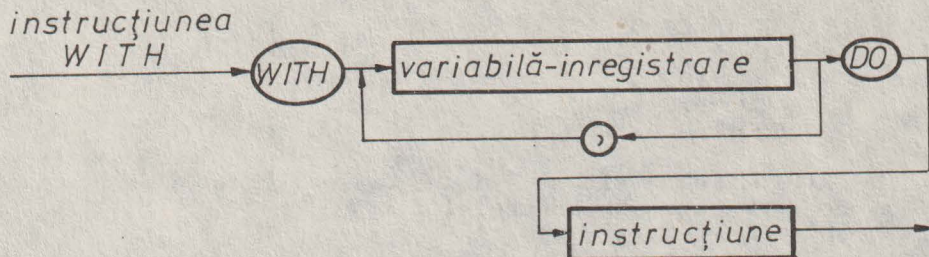 instrucţiunea
WITH
WITH variabilă-inregistrare DO
,
instrucţiune